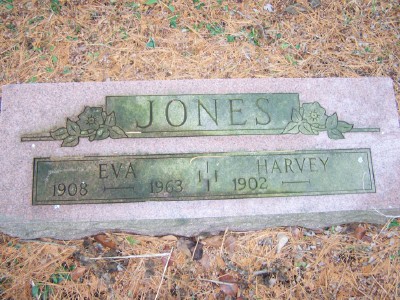 JONES
EVA HARVEY
1908 — 1963 1902 —